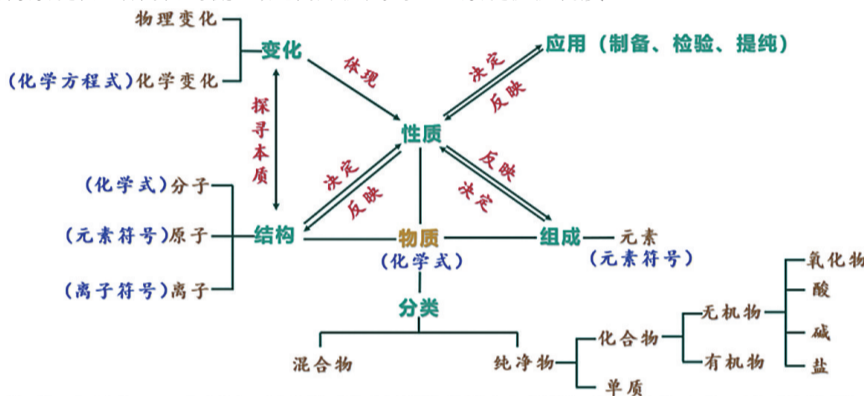 物理变化
变化
(化学方程式)化学变化
体现
应用（制备、检验、提纯）
决定
反映
探寻本质
性质
决定
反映
反映
决定
(化学式)分子
(元素符号)原子
(离子符号)离子
结构
物质
(化学式)
组成
元素
(元素符号)
分类
混合物
纯净物
化合物
单质
无机物
有机物
氧化物
酸
碱
盐